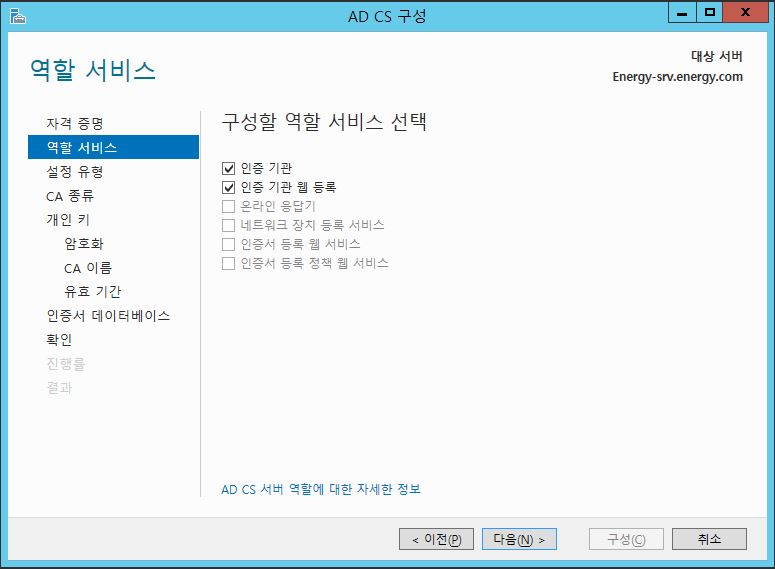 AD CS 구성
역할 서비스
대상 서버
Energy-srv.energy.com
자격 증명
역할 서비스
설정 유형
CA 종류
개인 키
암호화
CA 이름
유효 기간
인증서 데이터베이스
확인
진행률
결과
구성할 역할 서비스 선택
인증 기관
인증 기관 웹 등록
온라인 응답기
네트워크 장치 등록 서비스
인증서 등록 웹 서비스
인증서 등록 정책 웹 서비스
AD CS 서버 역할에 대한 자세한 정보
< 이전(P) 다음(N) > 구성(C) 취소